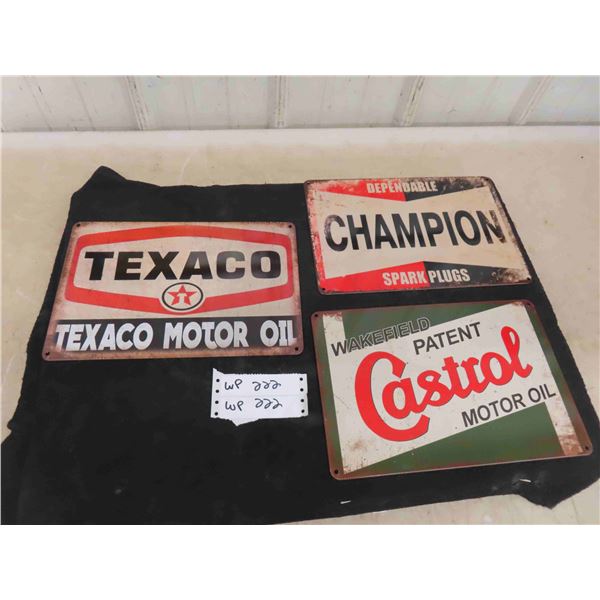 TEXACO
T
TEXACO MOTOR OIL
DEPENDABLE
CHAMPION
SPARK PLUGS
WAKEFIELD
PATENT
Castrol
MOTOR OIL
WP 222
WP 222